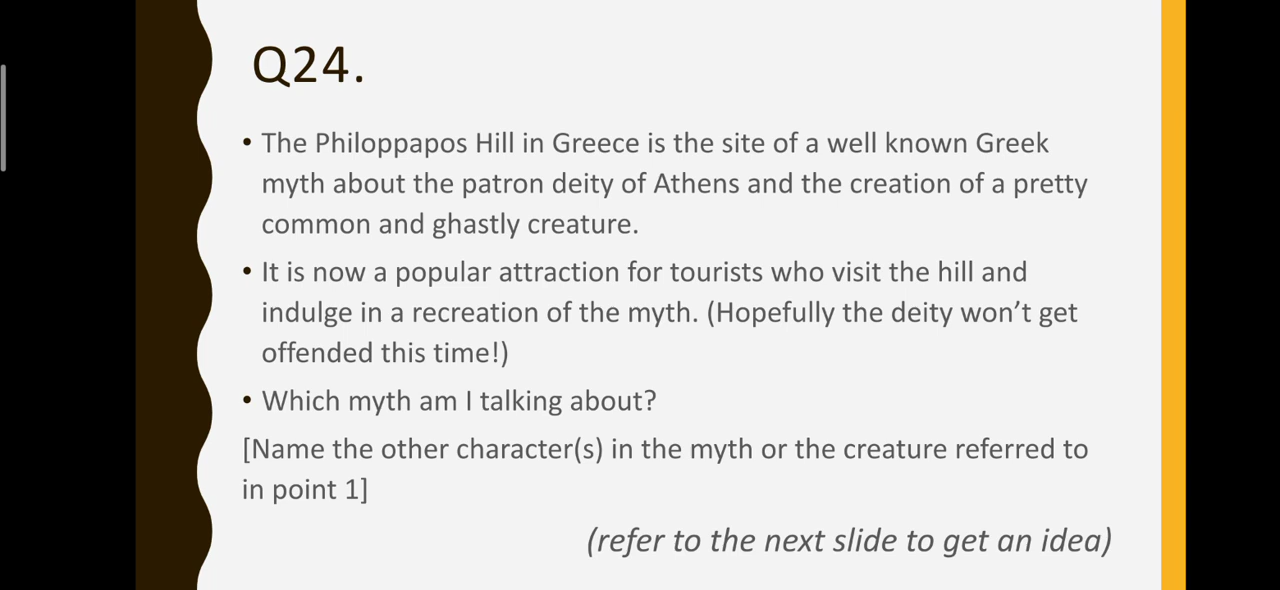 Q24.
• The Philoppapos Hill in Greece is the site of a well known Greek
myth about the patron deity of Athens and the creation of a pretty
common and ghastly creature.
• It is now a popular attraction for tourists who visit the hill and
indulge in a recreation of the myth. (Hopefully the deity won’t get
offended this time!)
• Which myth am I talking about?
[Name the other character(s) in the myth or the creature referred to
in point 1]
(refer to the next slide to get an idea)